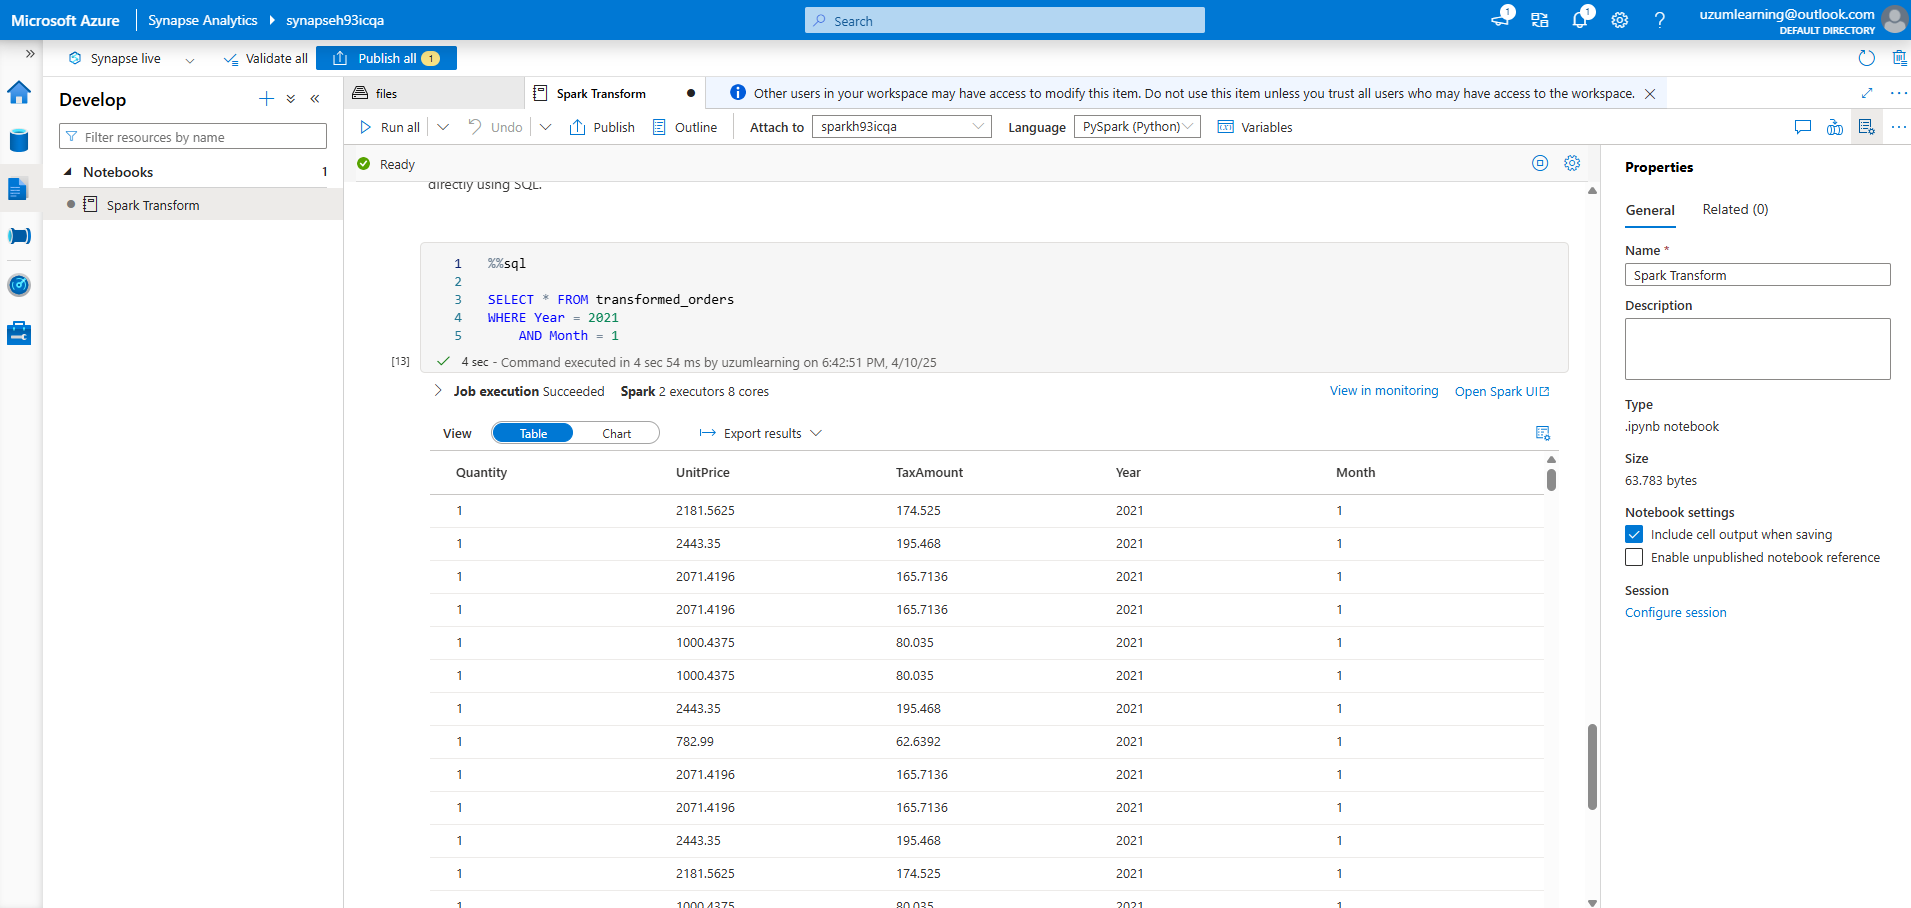 Microsoft Azure
Synapse Analytics
synapseh93icqa
Search
1
1
uzumlearning@outlook.com
DEFAULT DIRECTORY
Synapse live
Validate all
Publish all 1
Develop
Filter resources by name
Notebooks 1
Spark Transform
files
Spark Transform
Other users in your workspace may have access to modify this item. Do not use this item unless you trust all users who may have access to the workspace.
Run all
Undo
Publish
Outline
Attach to sparkh93icqa
Language PySpark (Python)
Variables
Ready
directly using SQL.
1 %%sql
2
3 SELECT * FROM transformed_orders
4 WHERE Year = 2021
5 AND Month = 1
[13] 4 sec - Command executed in 4 sec 54 ms by uzumlearning on 6:42:51 PM, 4/10/25
Job execution Succeeded Spark 2 executors 8 cores
View in monitoring Open Spark UI
View Table Chart Export results
Quantity UnitPrice TaxAmount Year Month
1 2181.5625 174.525 2021 1
1 2443.35 195.468 2021 1
1 2071.4196 165.7136 2021 1
1 2071.4196 165.7136 2021 1
1 1000.4375 80.035 2021 1
1 1000.4375 80.035 2021 1
1 2443.35 195.468 2021 1
1 782.99 62.6392 2021 1
1 2071.4196 165.7136 2021 1
1 2071.4196 165.7136 2021 1
1 2443.35 195.468 2021 1
1 2181.5625 174.525 2021 1
1 1000.4375 80.035 2021 1
Properties
General Related (0)
Name *
Spark Transform
Description
Type
.ipynb notebook
Size
63.783 bytes
Notebook settings
Include cell output when saving
Enable unpublished notebook reference
Session
Configure session